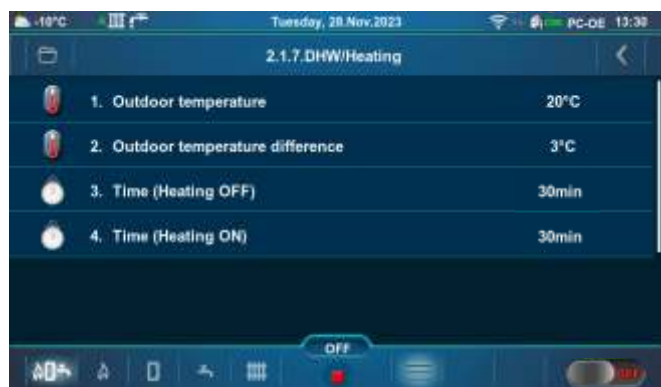 -10°C Tuesday, 28.Nov.2023 PC-OE 13:30
2.1.7.DHW/Heating
1. Outdoor temperature 20°C
2. Outdoor temperature difference 3°C
3. Time (Heating OFF) 30min
4. Time (Heating ON) 30min
OFF
OFF